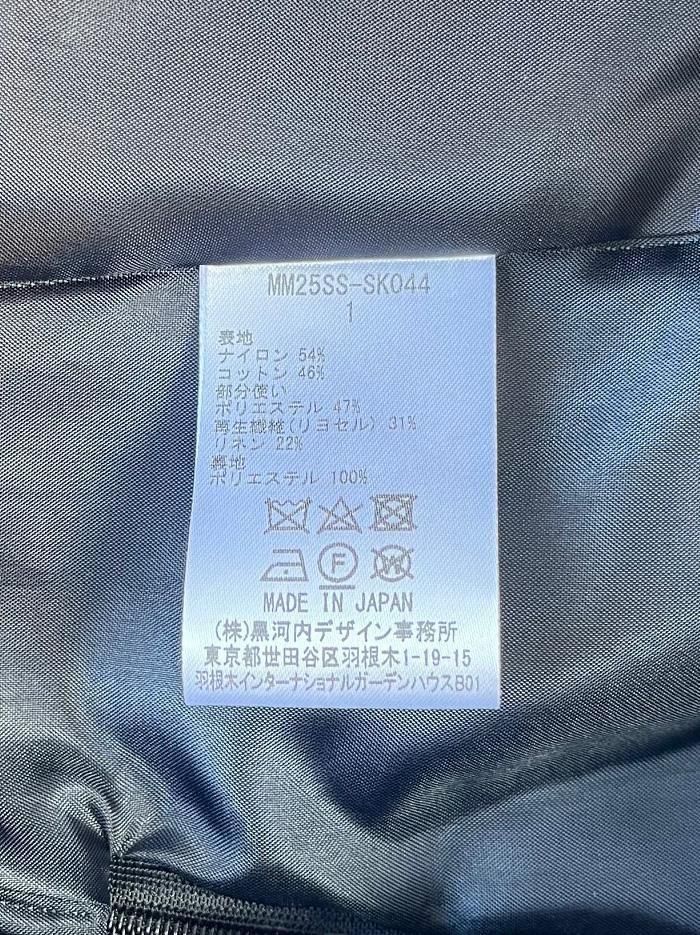 MM25SS-SK044
1
表地
ナイロン 54%
コットン 46%
部分使い
ポリエステル 47%
再生繊維(リヨセル) 31%
リネン 22%
裏地
ポリエステル 100%
F
W
MADE IN JAPAN
(株)黒河内デザイン事務所
東京都世田谷区羽根木1-19-15
羽根木インターナショナルガーデンハウスB01